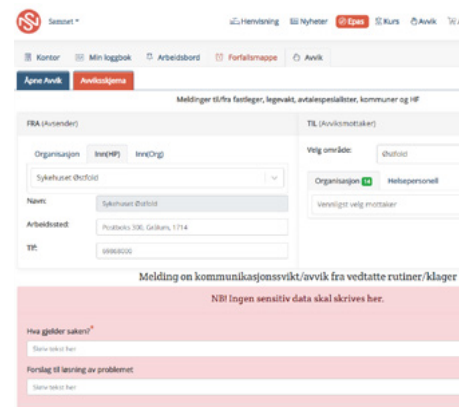 Sømnet
Henvisning Nyheter Epas Kurs Avvik
Kontor Min loggbok Arbeidsbord Forfallsmappe Avvik
Åpne Avvik Avviksskjema
Meldinger til/fra fastleger, legevakt, avtalespesialister, kommuner og HF
FRA (Avsender) TIL (Avviksmottaker)
Organisasjon Inn(HP) Inn(Org) Velg område: Østfold
Sykehuset Østfold Organisasjon 14 Helsepersonell
Navn: Sykehuset Østfold Vennligst velg mottaker
Arbeidssted: Postboks 300, Grålum, 1714
Tlf: 69860000
Melding on kommunikasjonssvikt/avvik fra vedtatte rutiner/klager
NB! Ingen sensitiv data skal skrives her.
Hva gjelder saken?*
Skriv tekst her
Forslag til løsning av problemet
Skriv tekst her